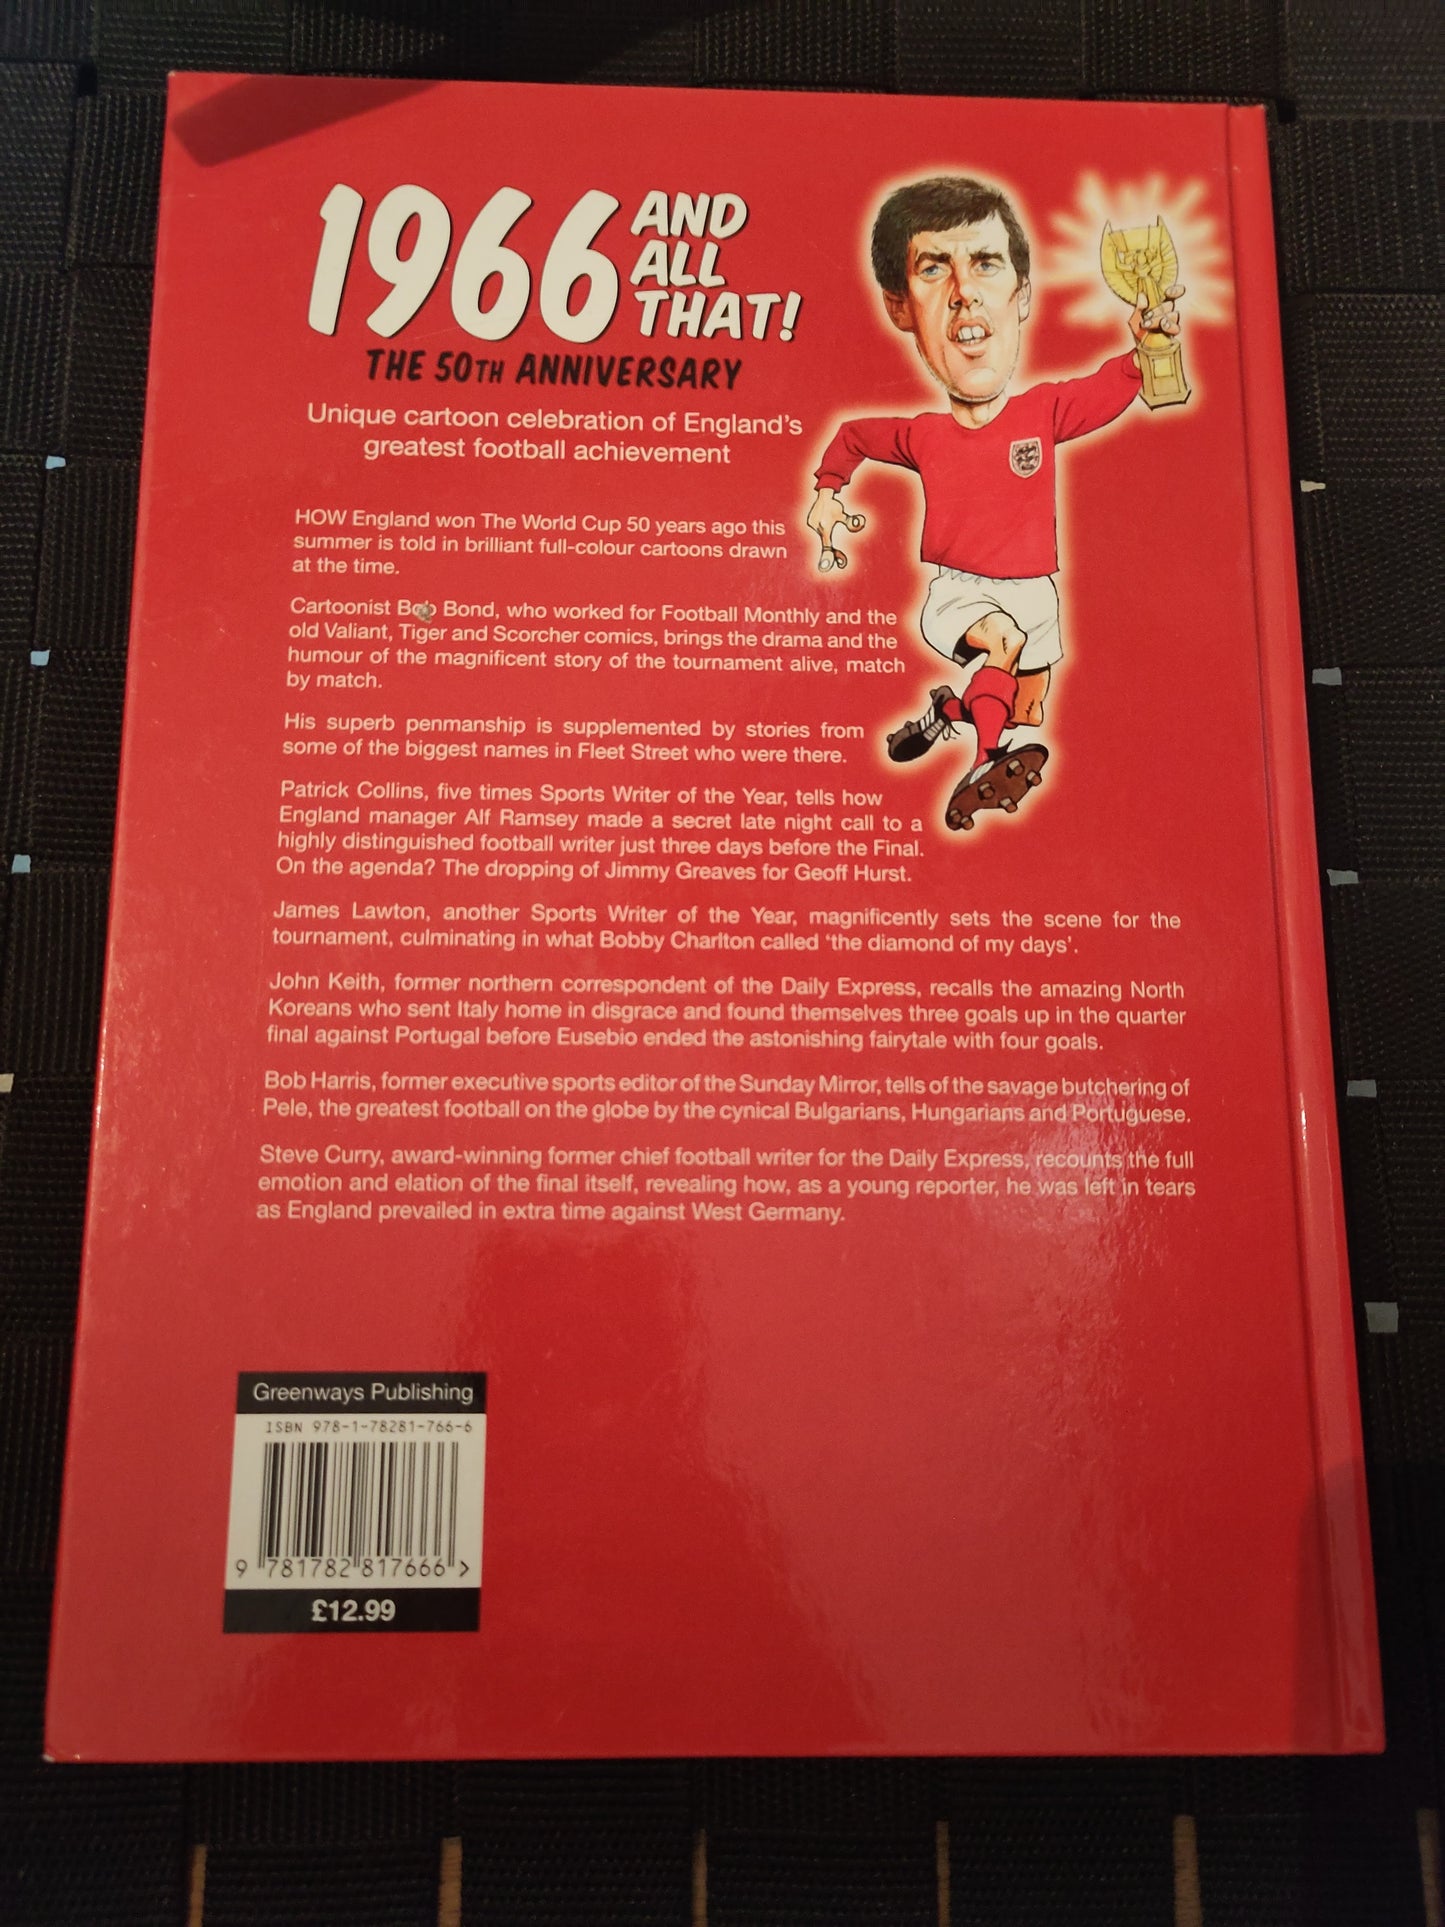 1966 AND
ALL
THAT!
THE 50TH ANNIVERSARY
Unique cartoon celebration of England's
greatest football achievement
HOW England won The World Cup 50 years ago this
summer is told in brilliant full-colour cartoons drawn
at the time.
Cartoonist Bob Bond, who worked for Football Monthly and the
old Valiant, Tiger and Scorcher comics, brings the drama and the
humour of the magnificent story of the tournament alive, match
by match.
His superb penmanship is supplemented by stories from
some of the biggest names in Fleet Street who were there.
Patrick Collins, five times Sports Writer of the Year, tells how
England manager Alf Ramsey made a secret late night call to a
highly distinguished football writer just three days before the Final.
On the agenda? The dropping of Jimmy Greaves for Geoff Hurst.
James Lawton, another Sports Writer of the Year, magnificently sets the scene for the
tournament, culminating in what Bobby Charlton called 'the diamond of my days'.
John Keith, former northern correspondent of the Daily Express, recalls the amazing North
Koreans who sent Italy home in disgrace and found themselves three goals up in the quarter
final against Portugal before Eusebio ended the astonishing fairytale with four goals.
Bob Harris, former executive sports editor of the Sunday Mirror, tells of the savage butchering of
Pele, the greatest football on the globe by the cynical Bulgarians, Hungarians and Portuguese.
Steve Curry, award-winning former chief football writer for the Daily Express, recounts the full
emotion and elation of the final itself, revealing how, as a young reporter, he was left in tears
as England prevailed in extra time against West Germany.
Greenways Publishing
ISBN 978-1-78281-766-6
9 781782 817666 >
£12.99